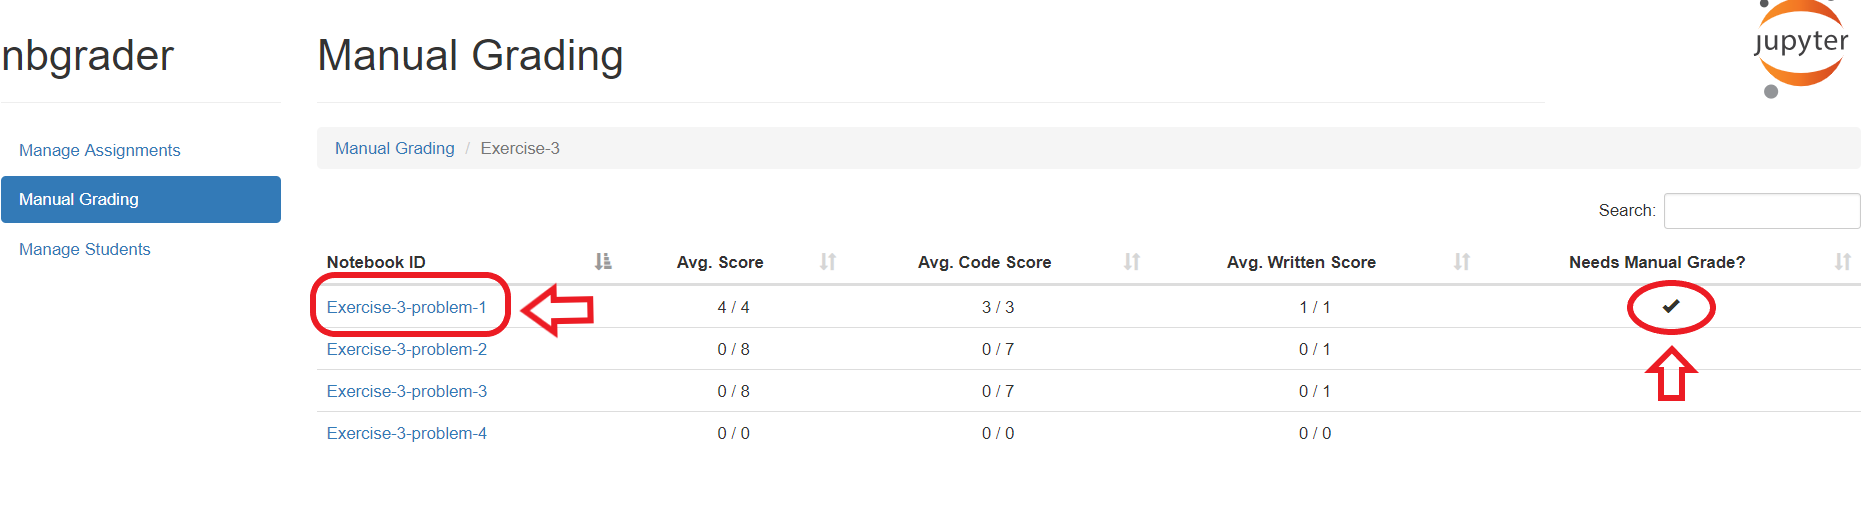 nbgrader
Manual Grading
jupyter
Manage Assignments
Manual Grading
Manage Students
Manual Grading / Exercise-3
Search:
Notebook ID Avg. Score Avg. Code Score Avg. Written Score Needs Manual Grade?
Exercise-3-problem-1 4 / 4 3 / 3 1 / 1 ✔
Exercise-3-problem-2 0 / 8 0 / 7 0 / 1
Exercise-3-problem-3 0 / 8 0 / 7 0 / 1
Exercise-3-problem-4 0 / 0 0 / 0 0 / 0